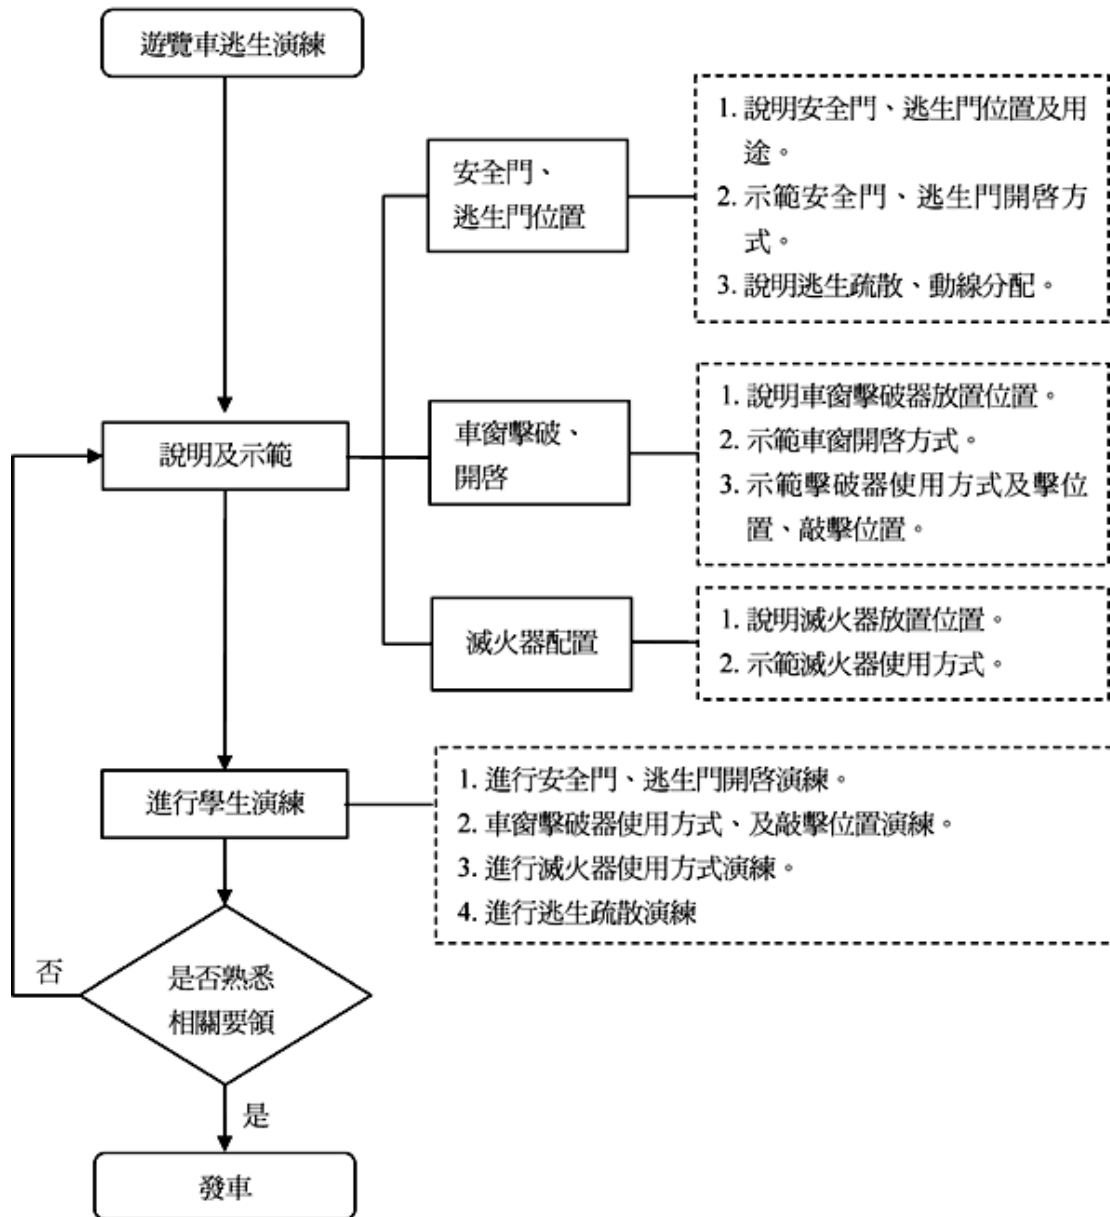 遊覽車逃生演練
安全門、
逃生門位置
1. 說明安全門、逃生門位置及用
途。
2. 示範安全門、逃生門開啓方
式。
3. 說明逃生疏散、動線分配。
說明及示範
車窗擊破、
開啓
1. 說明車窗擊破器放置位置。
2. 示範車窗開啓方式。
3. 示範擊破器使用方式及擊位
置、敲擊位置。
滅火器配置
1. 說明滅火器放置位置。
2. 示範滅火器使用方式。
進行學生演練
1. 進行安全門、逃生門開啓演練。
2. 車窗擊破器使用方式、及敲擊位置演練。
3. 進行滅火器使用方式演練。
4. 進行逃生疏散演練
否
是否熟悉
相關要領
是
發車